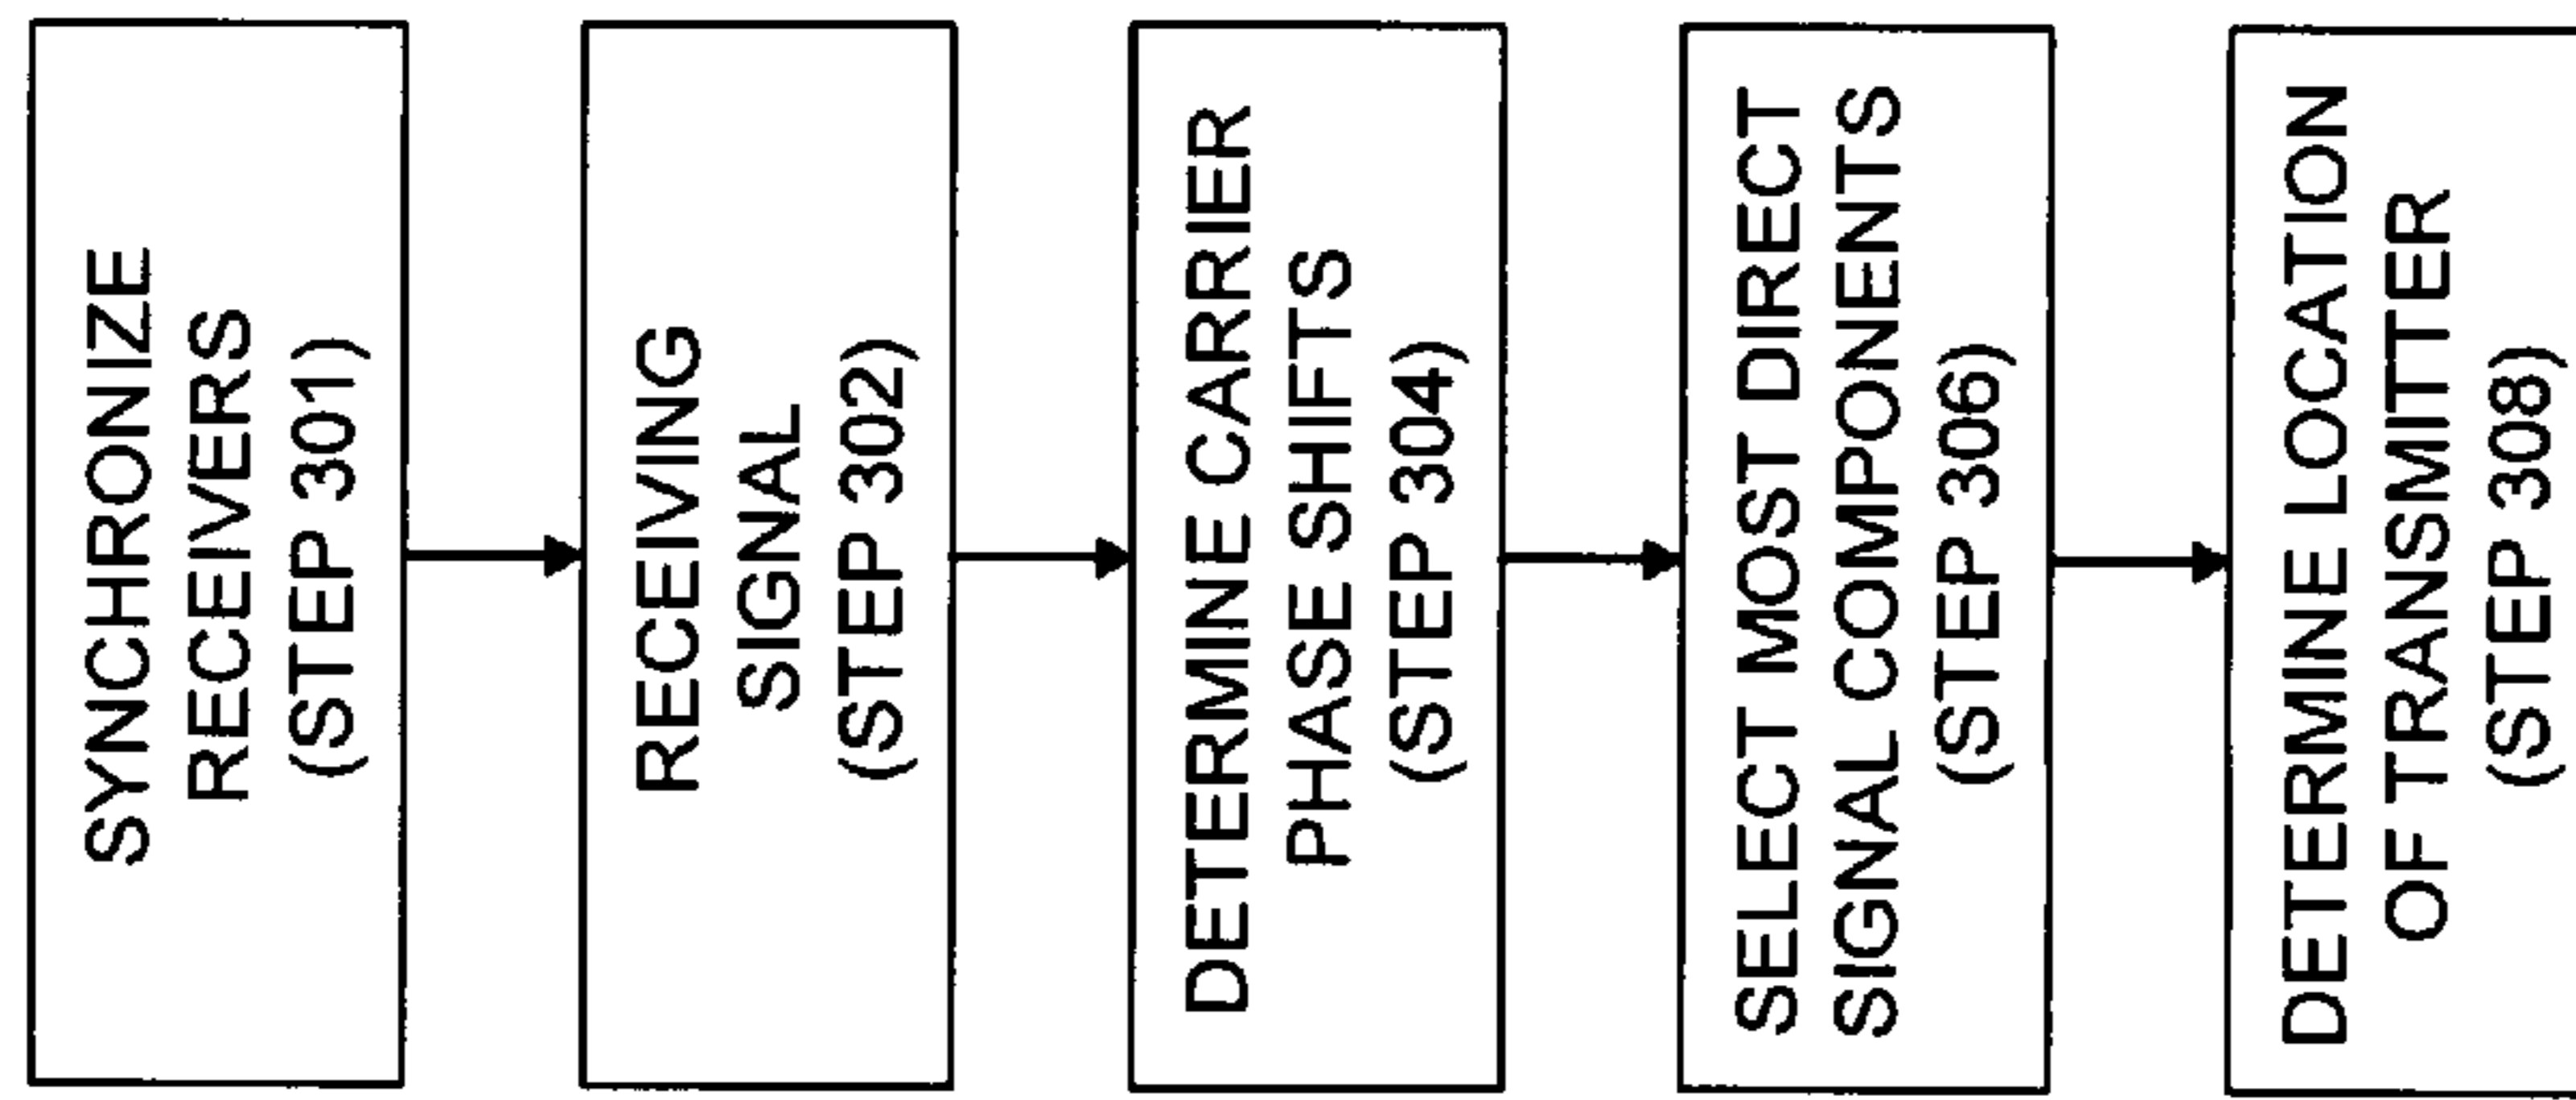 SYNCHRONIZE
RECEIVERS
(STEP 301)
RECEIVING
SIGNAL
(STEP 302)
DETERMINE CARRIER
PHASE SHIFTS
(STEP 304)
SELECT MOST DIRECT
SIGNAL COMPONENTS
(STEP 306)
DETERMINE LOCATION
OF TRANSMITTER
(STEP 308)